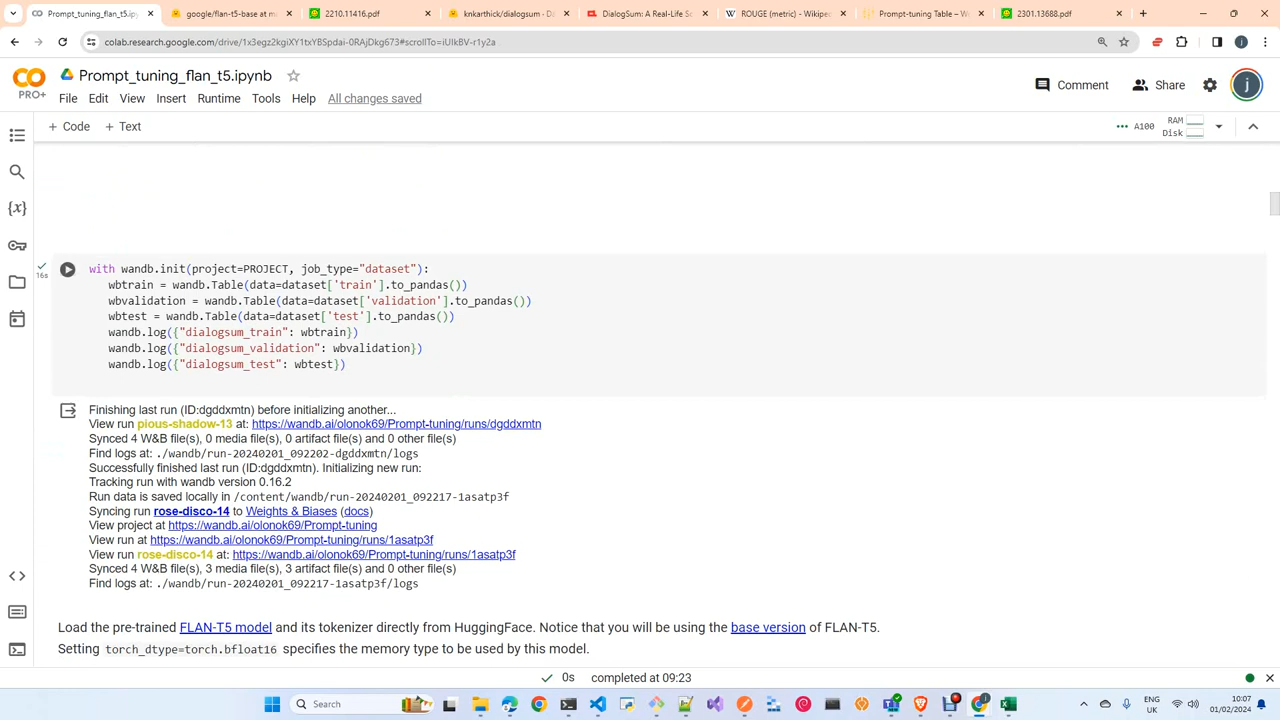 Prompt_tuning_flan_t5.ipy
google/flan-t5-base at m
2210.11416.pdf
knkarthick/dialogsum · Da
DialogSum: A Real-Life S
ROUGE (metric) - Wikiped
Prompt-tuning Table – W
2301.13688.pdf
colab.research.google.com/drive/1x3egz2kgiXY1txYBSpdai-0RAjDkg673#scrollTo=iUIkBV-r1y2a
Prompt_tuning_flan_t5.ipynb
PRO+
Comment
Share
j
File Edit View Insert Runtime Tools Help All changes saved
+ Code + Text
A100
RAM
Disk
with wandb.init(project=PROJECT, job_type="dataset"):
wbtrain = wandb.Table(data=dataset['train'].to_pandas())
wbvalidation = wandb.Table(data=dataset['validation'].to_pandas())
wbtest = wandb.Table(data=dataset['test'].to_pandas())
wandb.log({"dialogsum_train": wbtrain})
wandb.log({"dialogsum_validation": wbvalidation})
wandb.log({"dialogsum_test": wbtest})
16s
Finishing last run (ID:dgddxmtn) before initializing another...
View run pious-shadow-13 at: https://wandb.ai/olonok69/Prompt-tuning/runs/dgddxmtn
Synced 4 W&B file(s), 0 media file(s), 0 artifact file(s) and 0 other file(s)
Find logs at: ./wandb/run-20240201_092202-dgddxmtn/logs
Successfully finished last run (ID:dgddxmtn). Initializing new run:
Tracking run with wandb version 0.16.2
Run data is saved locally in /content/wandb/run-20240201_092217-1asatp3f
Syncing run rose-disco-14 to Weights & Biases (docs)
View project at https://wandb.ai/olonok69/Prompt-tuning
View run at https://wandb.ai/olonok69/Prompt-tuning/runs/1asatp3f
View run rose-disco-14 at: https://wandb.ai/olonok69/Prompt-tuning/runs/1asatp3f
Synced 4 W&B file(s), 3 media file(s), 3 artifact file(s) and 0 other file(s)
Find logs at: ./wandb/run-20240201_092217-1asatp3f/logs
Load the pre-trained FLAN-T5 model and its tokenizer directly from HuggingFace. Notice that you will be using the base version of FLAN-T5.
Setting torch_dtype=torch.bfloat16 specifies the memory type to be used by this model.
0s completed at 09:23
Search
ENG
UK
10:07
01/02/2024